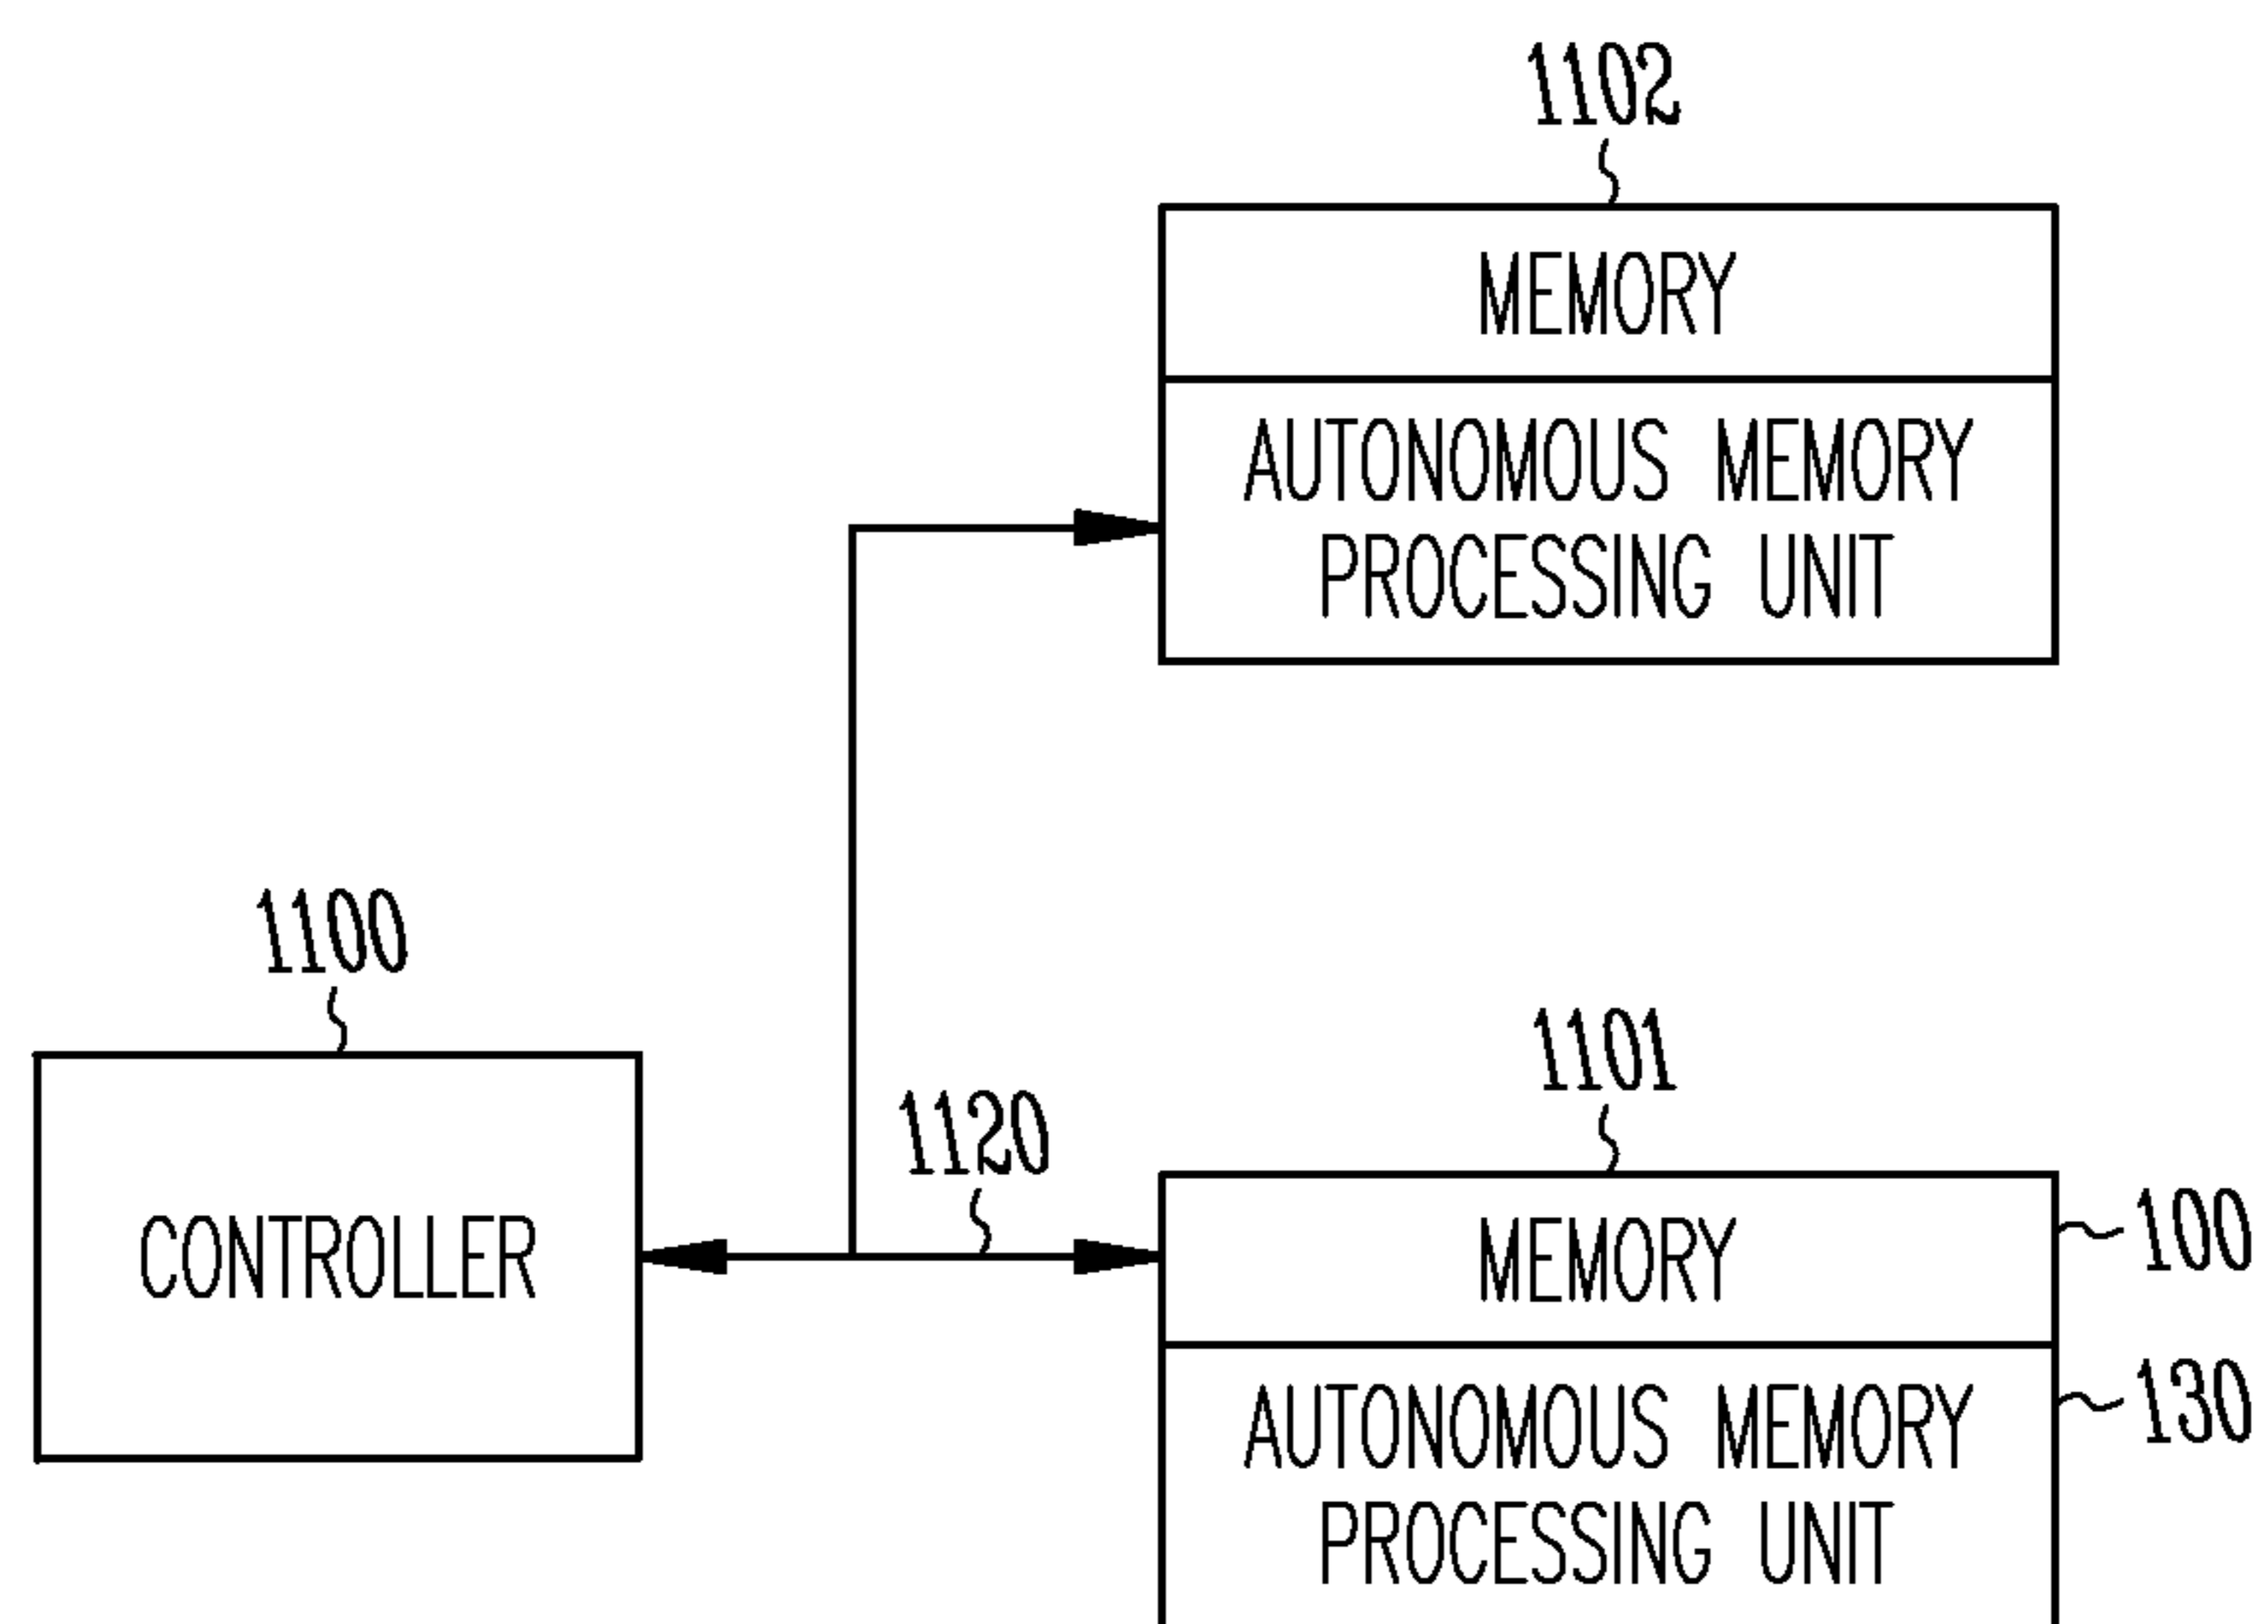 1102
MEMORY
AUTONOMOUS MEMORY
PROCESSING UNIT
1100
CONTROLLER
1120
1101
MEMORY
100
AUTONOMOUS MEMORY
PROCESSING UNIT
130